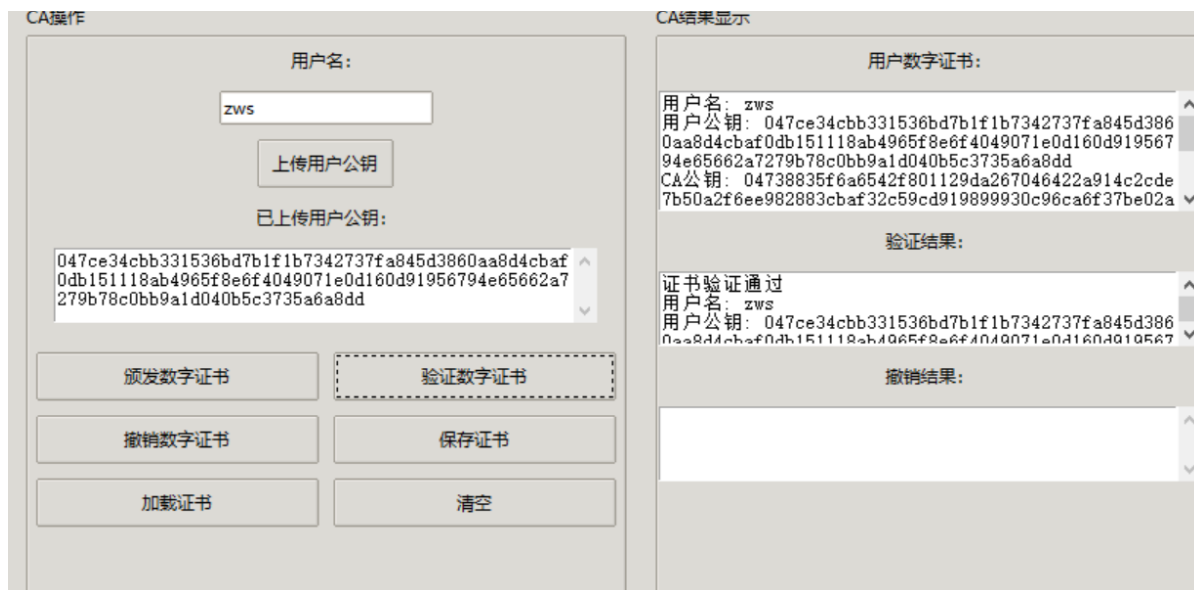 CA操作
用户名：
zws
上传用户公钥
已上传用户公钥：
047ce34cbb331536bd7b1f1b7342737fa845d3860aa8d4cbaf
0db151118ab4965f8e6f4049071e0d160d91956794e65662a7
279b78c0bb9a1d040b5c3735a6a8dd
颁发数字证书
验证数字证书
撤销数字证书
保存证书
加载证书
清空
CA结果显示
用户数字证书：
用户名: zws
用户公钥: 047ce34cbb331536bd7b1f1b7342737fa845d386
0aa8d4cbaf0db151118ab4965f8e6f4049071e0d160d919567
94e65662a7279b78c0bb9a1d040b5c3735a6a8dd
CA公钥: 04738835f6a6542f801129da267046422a914c2cde
7b50a2f6ee982883cbaf32c59cd919899930c96ca6f37be02a
验证结果：
证书验证通过
用户名: zws
用户公钥: 047ce34cbb331536bd7b1f1b7342737fa845d386
0aa8d4cbaf0db151118ab4965f8e6f4049071e0d160d919567
撤销结果：